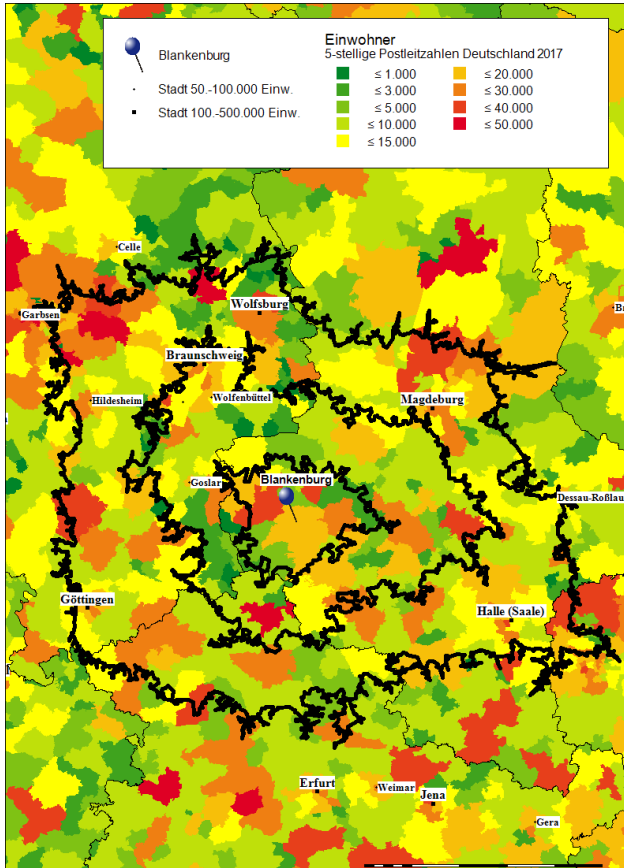 Blankenburg
Stadt 50.-100.000 Einw.
Stadt 100.-500.000 Einw.
Einwohner
5-stellige Postleitzahlen Deutschland 2017
≤ 1.000
≤ 3.000
≤ 5.000
≤ 10.000
≤ 15.000
≤ 20.000
≤ 30.000
≤ 40.000
≤ 50.000
Celle
Wolfsburg
Garbsen
Braunschweig
Hildesheim
Wolfenbüttel
Magdeburg
Goslar
Blankenburg
Dessau-Roßlau
Göttingen
Halle (Saale)
Erfurt
Weimar
Jena
Gera